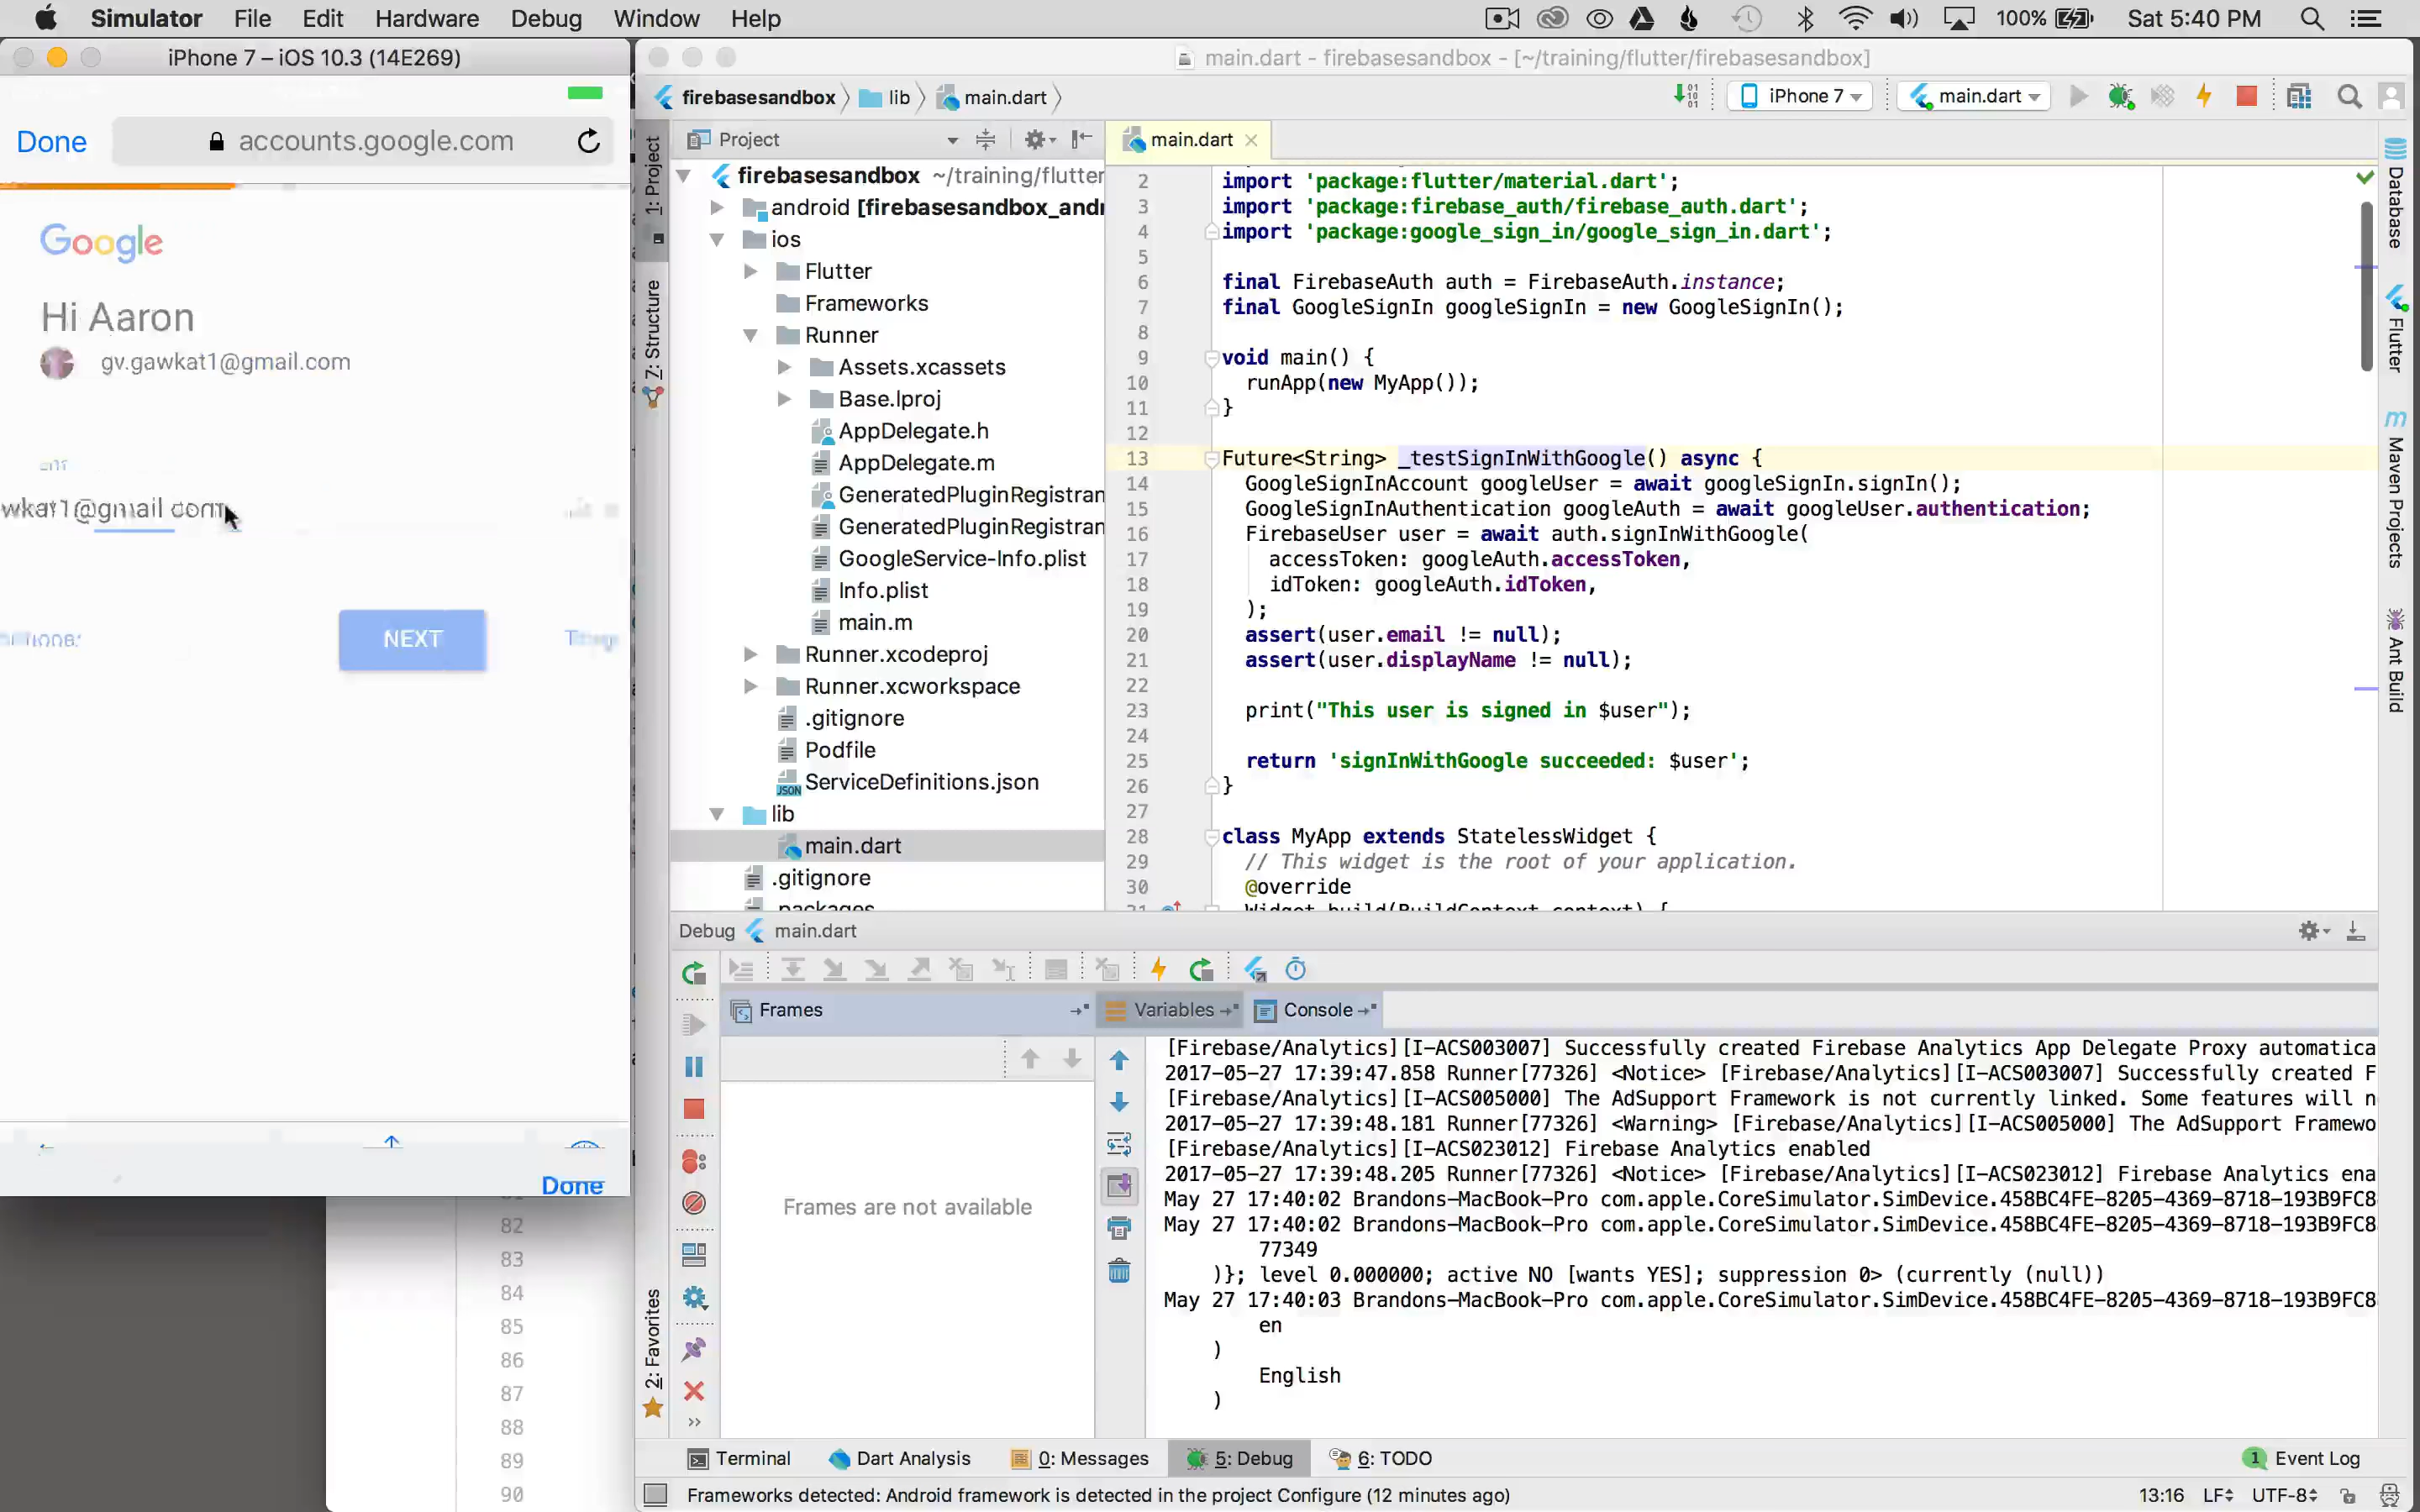 Simulator File Edit Hardware Debug Window Help
100% Sat 5:40 PM
iPhone 7 – iOS 10.3 (14E269)
Done accounts.google.com
Google
Hi Aaron
gv.gawkat1@gmail.com
wkat1@gmail.com
NEXT
Done
82
83
84
85
86
87
88
89
90
main.dart - firebasesandbox - [~/training/flutter/firebasesandbox]
firebasesandbox lib main.dart
iPhone 7 main.dart
1: Project
7: Structure
2: Favorites
Project
firebasesandbox ~/training/flutter
android [firebasesandbox_andr
ios
Flutter
Frameworks
Runner
Assets.xcassets
Base.lproj
AppDelegate.h
AppDelegate.m
GeneratedPluginRegistran
GeneratedPluginRegistran
GoogleService-Info.plist
Info.plist
main.m
Runner.xcodeproj
Runner.xcworkspace
.gitignore
Podfile
ServiceDefinitions.json
lib
main.dart
.gitignore
.packages
main.dart
2 import 'package:flutter/material.dart';
3 import 'package:firebase_auth/firebase_auth.dart';
4 import 'package:google_sign_in/google_sign_in.dart';
5
6 final FirebaseAuth auth = FirebaseAuth.instance;
7 final GoogleSignIn googleSignIn = new GoogleSignIn();
8
9 void main() {
10 runApp(new MyApp());
11 }
12
13 Future<String> _testSignInWithGoogle() async {
14 GoogleSignInAccount googleUser = await googleSignIn.signIn();
15 GoogleSignInAuthentication googleAuth = await googleUser.authentication;
16 FirebaseUser user = await auth.signInWithGoogle(
17 accessToken: googleAuth.accessToken,
18 idToken: googleAuth.idToken,
19 );
20 assert(user.email != null);
21 assert(user.displayName != null);
22
23 print("This user is signed in $user");
24
25 return 'signInWithGoogle succeeded: $user';
26 }
27
28 class MyApp extends StatelessWidget {
29 // This widget is the root of your application.
30 @override
31 Widget build(BuildContext context) {
Database
Flutter
Maven Projects
Ant Build
Debug main.dart
Frames
Variables
Console
Frames are not available
[Firebase/Analytics][I-ACS003007] Successfully created Firebase Analytics App Delegate Proxy automatica
2017-05-27 17:39:47.858 Runner[77326] <Notice> [Firebase/Analytics][I-ACS003007] Successfully created F
[Firebase/Analytics][I-ACS005000] The AdSupport Framework is not currently linked. Some features will n
2017-05-27 17:39:48.181 Runner[77326] <Warning> [Firebase/Analytics][I-ACS005000] The AdSupport Framewo
[Firebase/Analytics][I-ACS023012] Firebase Analytics enabled
2017-05-27 17:39:48.205 Runner[77326] <Notice> [Firebase/Analytics][I-ACS023012] Firebase Analytics ena
May 27 17:40:02 Brandons-MacBook-Pro com.apple.CoreSimulator.SimDevice.458BC4FE-8205-4369-8718-193B9FC8
May 27 17:40:02 Brandons-MacBook-Pro com.apple.CoreSimulator.SimDevice.458BC4FE-8205-4369-8718-193B9FC8
77349
)}; level 0.000000; active NO [wants YES]; suppression 0> (currently (null))
May 27 17:40:03 Brandons-MacBook-Pro com.apple.CoreSimulator.SimDevice.458BC4FE-8205-4369-8718-193B9FC8
en
)
English
)
Terminal Dart Analysis 0: Messages 5: Debug 6: TODO 1 Event Log
Frameworks detected: Android framework is detected in the project Configure (12 minutes ago) 13:16 LF UTF-8